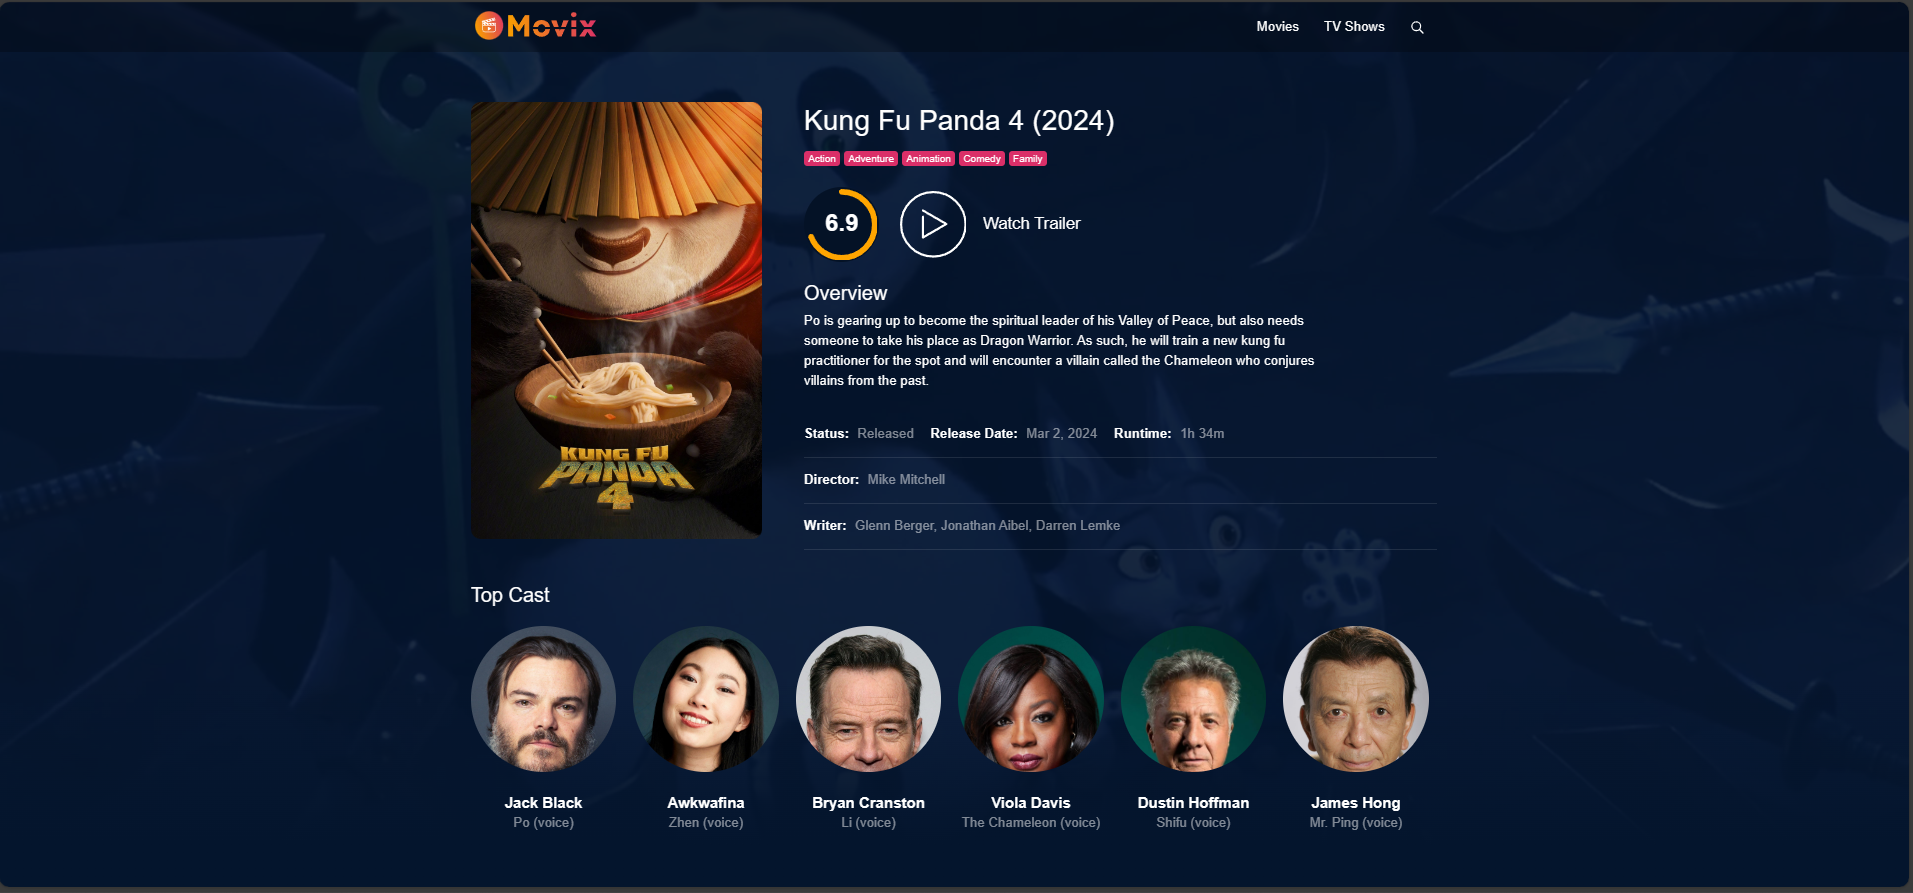 Movix
Movies TV Shows
Kung Fu Panda 4 (2024)
Action Adventure Animation Comedy Family
6.9 Watch Trailer
Overview
Po is gearing up to become the spiritual leader of his Valley of Peace, but also needs
someone to take his place as Dragon Warrior. As such, he will train a new kung fu
practitioner for the spot and will encounter a villain called the Chameleon who conjures
villains from the past.
Status: Released Release Date: Mar 2, 2024 Runtime: 1h 34m
Director: Mike Mitchell
Writer: Glenn Berger, Jonathan Aibel, Darren Lemke
KUNG FU
PANDA
4
Top Cast
Jack Black Awkwafina Bryan Cranston Viola Davis Dustin Hoffman James Hong
Po (voice) Zhen (voice) Li (voice) The Chameleon (voice) Shifu (voice) Mr. Ping (voice)